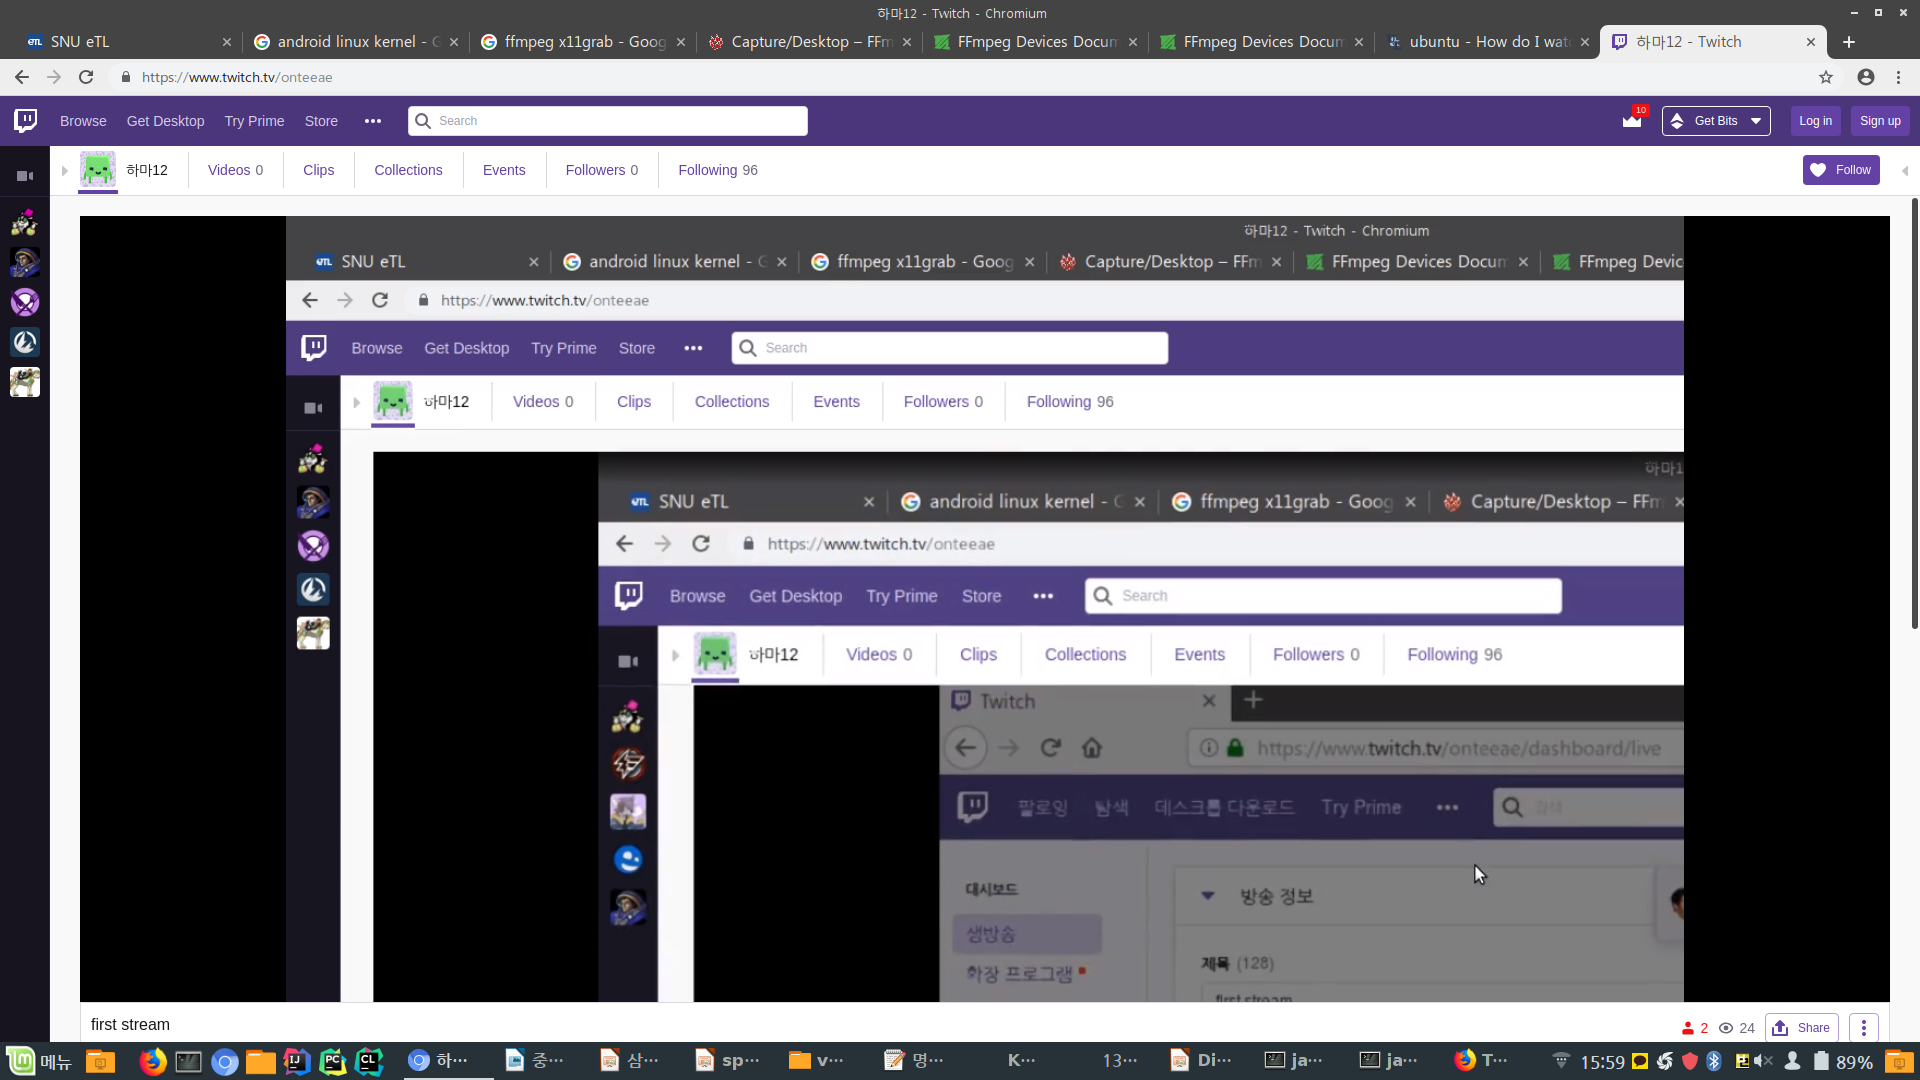 하마12 - Twitch - Chromium
SNU eTL
android linux kernel - G
ffmpeg x11grab - Goog
Capture/Desktop – FFm
FFmpeg Devices Docum
FFmpeg Devices Docum
ubuntu - How do I wat
하마12 - Twitch
https://www.twitch.tv/onteeae
Browse Get Desktop Try Prime Store ••• Search 10 Get Bits Log in Sign up
하마12 Videos 0 Clips Collections Events Followers 0 Following 96 Follow
하마12 - Twitch - Chromium
SNU eTL
android linux kernel - G
ffmpeg x11grab - Goog
Capture/Desktop – FFm
FFmpeg Devices Docum
FFmpeg Devic
https://www.twitch.tv/onteeae
Browse Get Desktop Try Prime Store ••• Search
하마12 Videos 0 Clips Collections Events Followers 0 Following 96
하마1
SNU eTL
android linux kernel - G
ffmpeg x11grab - Goog
Capture/Desktop – FFm
https://www.twitch.tv/onteeae
Browse Get Desktop Try Prime Store ••• Search
하마12 Videos 0 Clips Collections Events Followers 0 Following 96
Twitch
https://www.twitch.tv/onteeae/dashboard/live
팔로잉 탐색 데스크톱 다운로드 Try Prime ••• 검색
대시보드
방송 정보
생방송
제목 (128)
확장 프로그램
first stream
first stream
2 24 Share
메뉴 하··· 중··· 삼··· sp··· v··· 명··· K··· 13··· Di··· ja··· ja··· T··· 15:59 89%